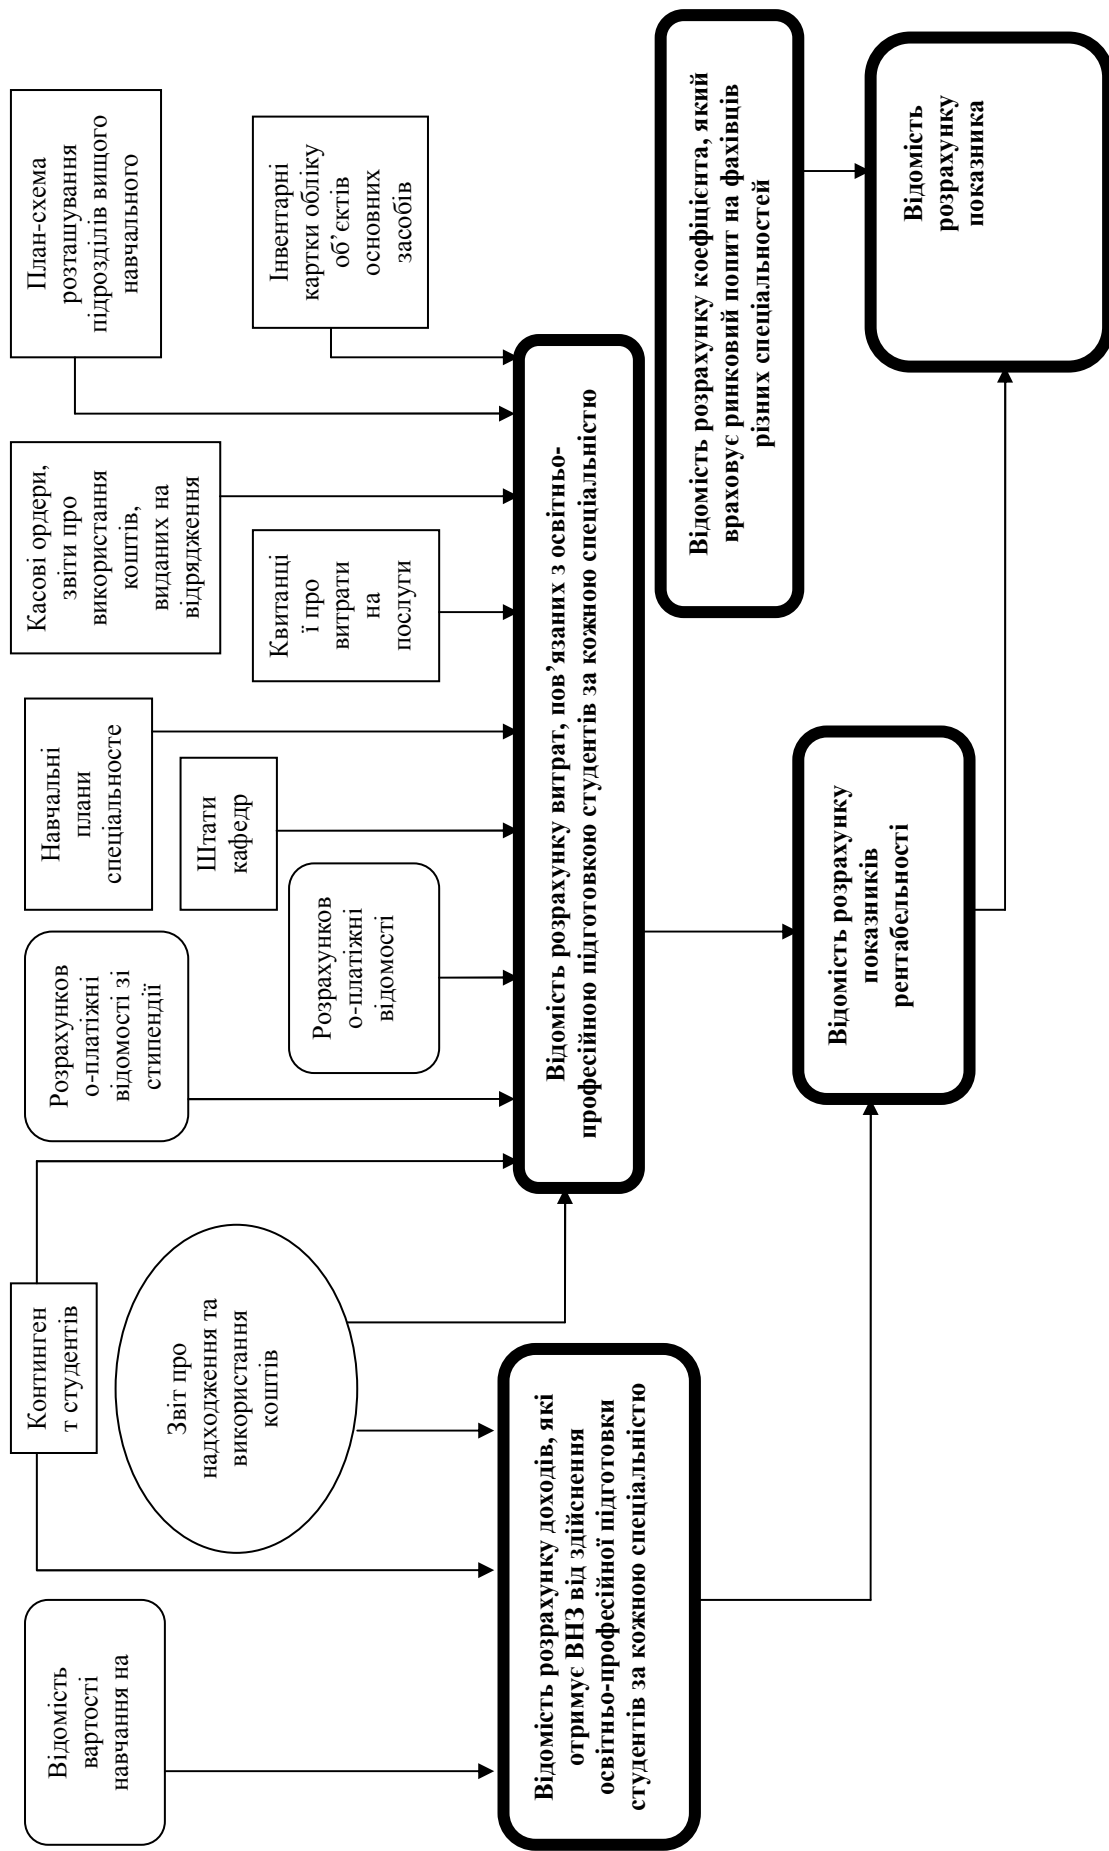 Відомість
вартості
навчання на
Континген
т студентів
Звіт про
надходження та
використання
коштів
Розрахунков
о-платіжні
відомості зі
стипендії
Розрахунков
о-платіжні
відомості
Навчальні
плани
спеціальносте
Штати
кафедр
Касові ордери,
звіти про
використання
коштів,
виданих на
відрядження
Квитанці
ї про
витрати
на
послуги
План-схема
розташування
підрозділів вищого
навчального
Інвентарні
картки обліку
об’єктів
основних
засобів
Відомість розрахунку доходів, які
отримує ВНЗ від здійснення
освітньо-професійної підготовки
студентів за кожною спеціальністю
Відомість розрахунку витрат, пов’язаних з освітньо-
професійною підготовкою студентів за кожною спеціальністю
Відомість розрахунку коефіцієнта, який
враховує ринковий попит на фахівців
різних спеціальностей
Відомість розрахунку
показників
рентабельності
Відомість
розрахунку
показника